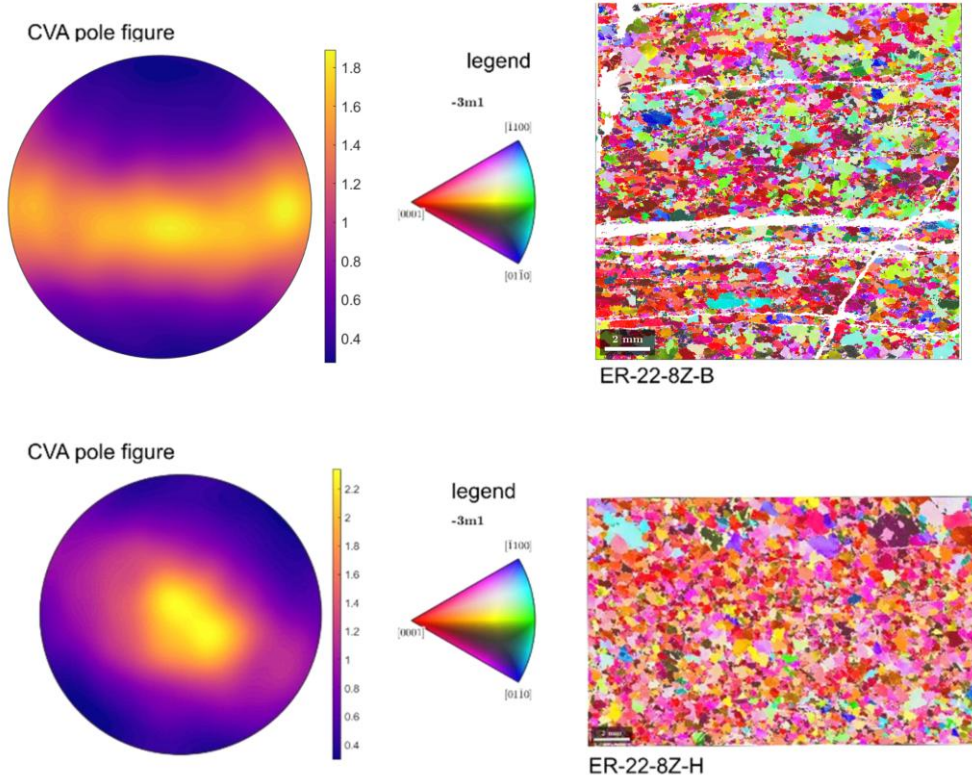 CVA pole figure
1.8
1.6
1.4
1.2
1
0.8
0.6
0.4
legend
-3m1
[1̄100]
[0001]
[011̄0]
2 mm
ER-22-8Z-B
CVA pole figure
2.2
2
1.8
1.6
1.4
1.2
1
0.8
0.6
0.4
legend
-3m1
[1̄100]
[0001]
[011̄0]
2 mm
ER-22-8Z-H